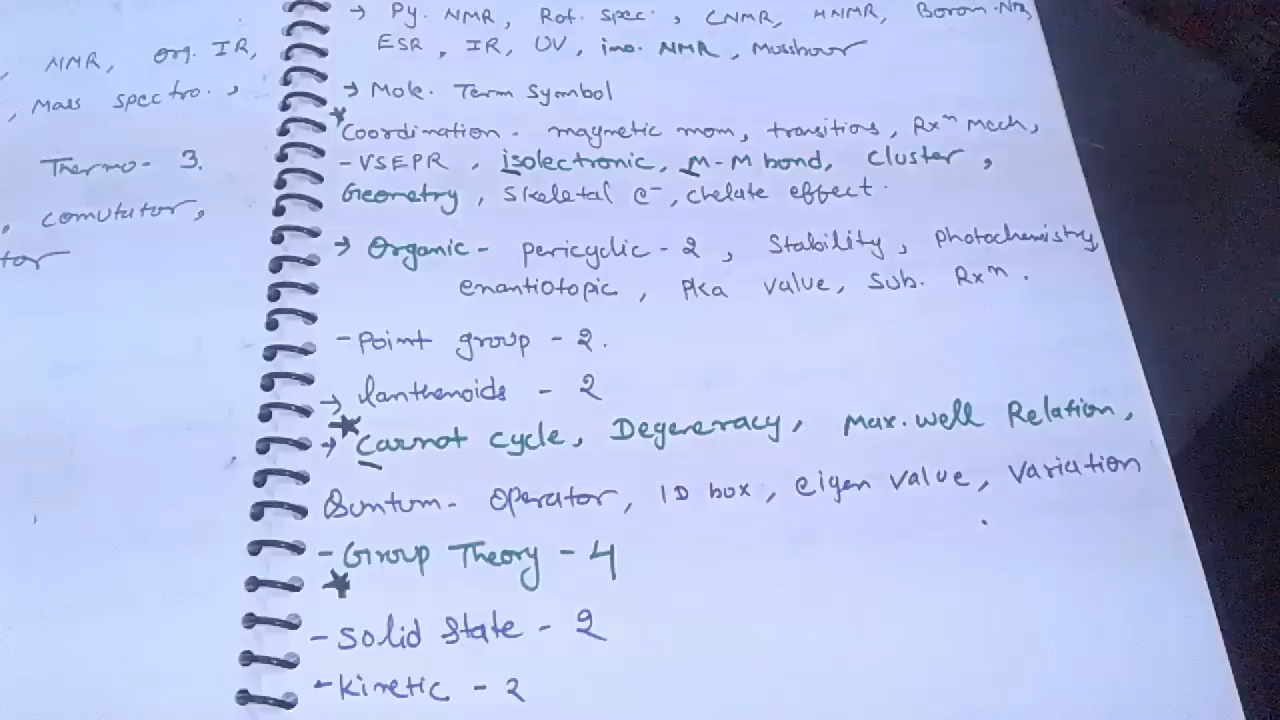 , NMR, Org. IR,
, Mass spectro. ,
Thermo - 3.
, comutator,
tor
→ Py. NMR, Rot. Spec., CNMR, HNMR, Boron.
ESR, IR, UV, ino. NMR, Mossbour
→ Mole. Term Symbol
Coordination. magnetic mom, transitions, Rxⁿ Mech,
- VSEPR, isolectronic, M-M bond, cluster,
Geometry, Skeletal e⁻, chelate effect.
→ Organic - pericyclic - 2, Stability, photochemistry,
enantiotopic, pka value, Sub. Rxⁿ.
- Point group - 2.
→ lanthenoids - 2
→ Carnot cycle, Degereracy, Max.well Relation,
Quntum - Operator, 1D box, eigen value, Variation
- Group Theory - 4
- Solid State - 2
- Kinetic - 2